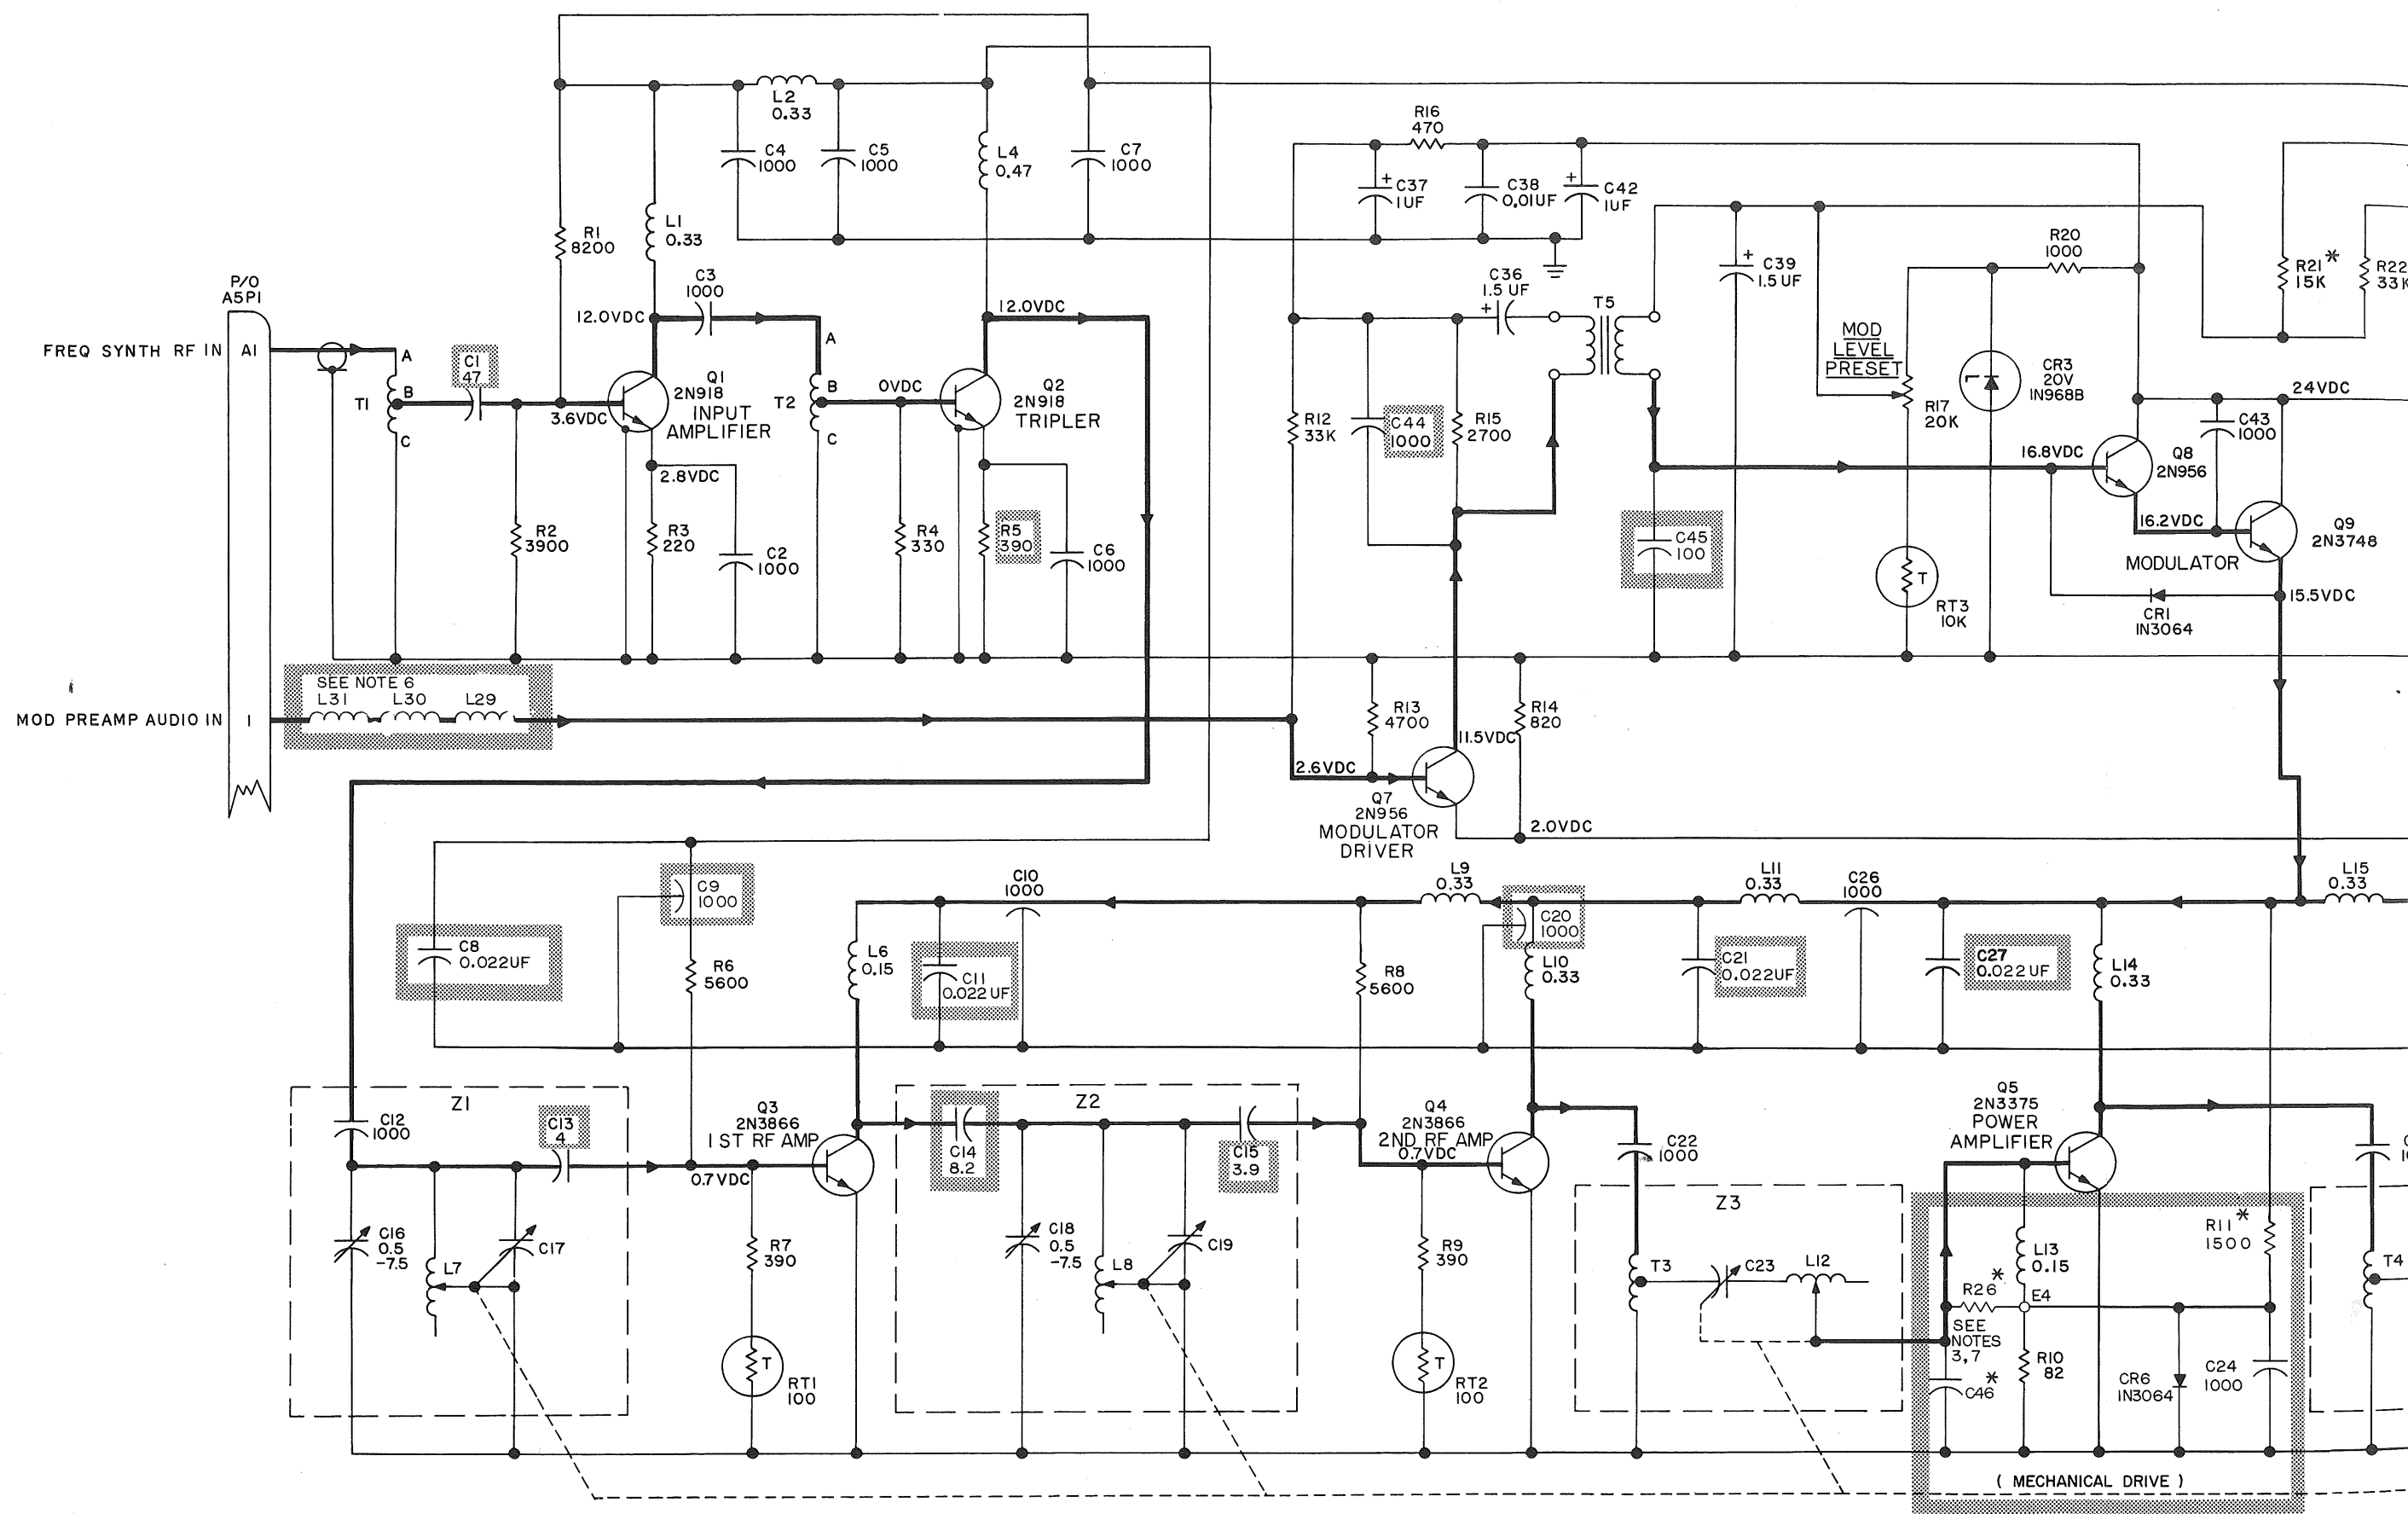 P/O
A5P1
FREQ SYNTH RF IN
A1
MOD PREAMP AUDIO IN
1
A
B
C
T1
C1
47
R1
8200
3.6VDC
L1
0.33
12.0VDC
Q1
2N918
INPUT
AMPLIFIER
R2
3900
2.8VDC
R3
220
C2
1000
C3
1000
C4
1000
L2
0.33
C5
1000
A
B
C
T2
0VDC
R4
330
L4
0.47
12.0VDC
Q2
2N918
TRIPLER
R5
390
C6
1000
C7
1000
SEE NOTE 6
L31
L30
L29
R16
470
C37
1UF
+
C38
0.01UF
C42
1UF
+
C36
1.5 UF
+
T5
R12
33K
C44
1000
R15
2700
C45
100
C39
1.5UF
+
MOD
LEVEL
PRESET
R17
20K
RT3
10K
T
CR3
20V
IN968B
R20
1000
R21*
15K
R22
33K
24VDC
C43
1000
16.8VDC
Q8
2N956
16.2VDC
Q9
2N3748
MODULATOR
15.5VDC
CR1
IN3064
R13
4700
R14
820
11.5VDC
2.6VDC
Q7
2N956
MODULATOR
DRIVER
2.0VDC
C8
0.022UF
C9
1000
R6
5600
L6
0.15
C11
0.022UF
C10
1000
L9
0.33
R8
5600
C20
1000
L10
0.33
L11
0.33
C21
0.022UF
C26
1000
C27
0.022UF
L14
0.33
L15
0.33
Z1
C12
1000
C13
4
C16
0.5
-7.5
L7
C17
0.7VDC
Q3
2N3866
1ST RF AMP
R7
390
RT1
100
T
Z2
C14
8.2
C15
3.9
C18
0.5
-7.5
L8
C19
Q4
2N3866
2ND RF AMP
0.7VDC
R9
390
RT2
100
T
C22
1000
Z3
T3
C23
L12
Q5
2N3375
POWER
AMPLIFIER
R11*
1500
L13
0.15
R26*
E4
SEE
NOTES
3,7
C46*
R10
82
CR6
IN3064
C24
1000
T4
( MECHANICAL DRIVE )